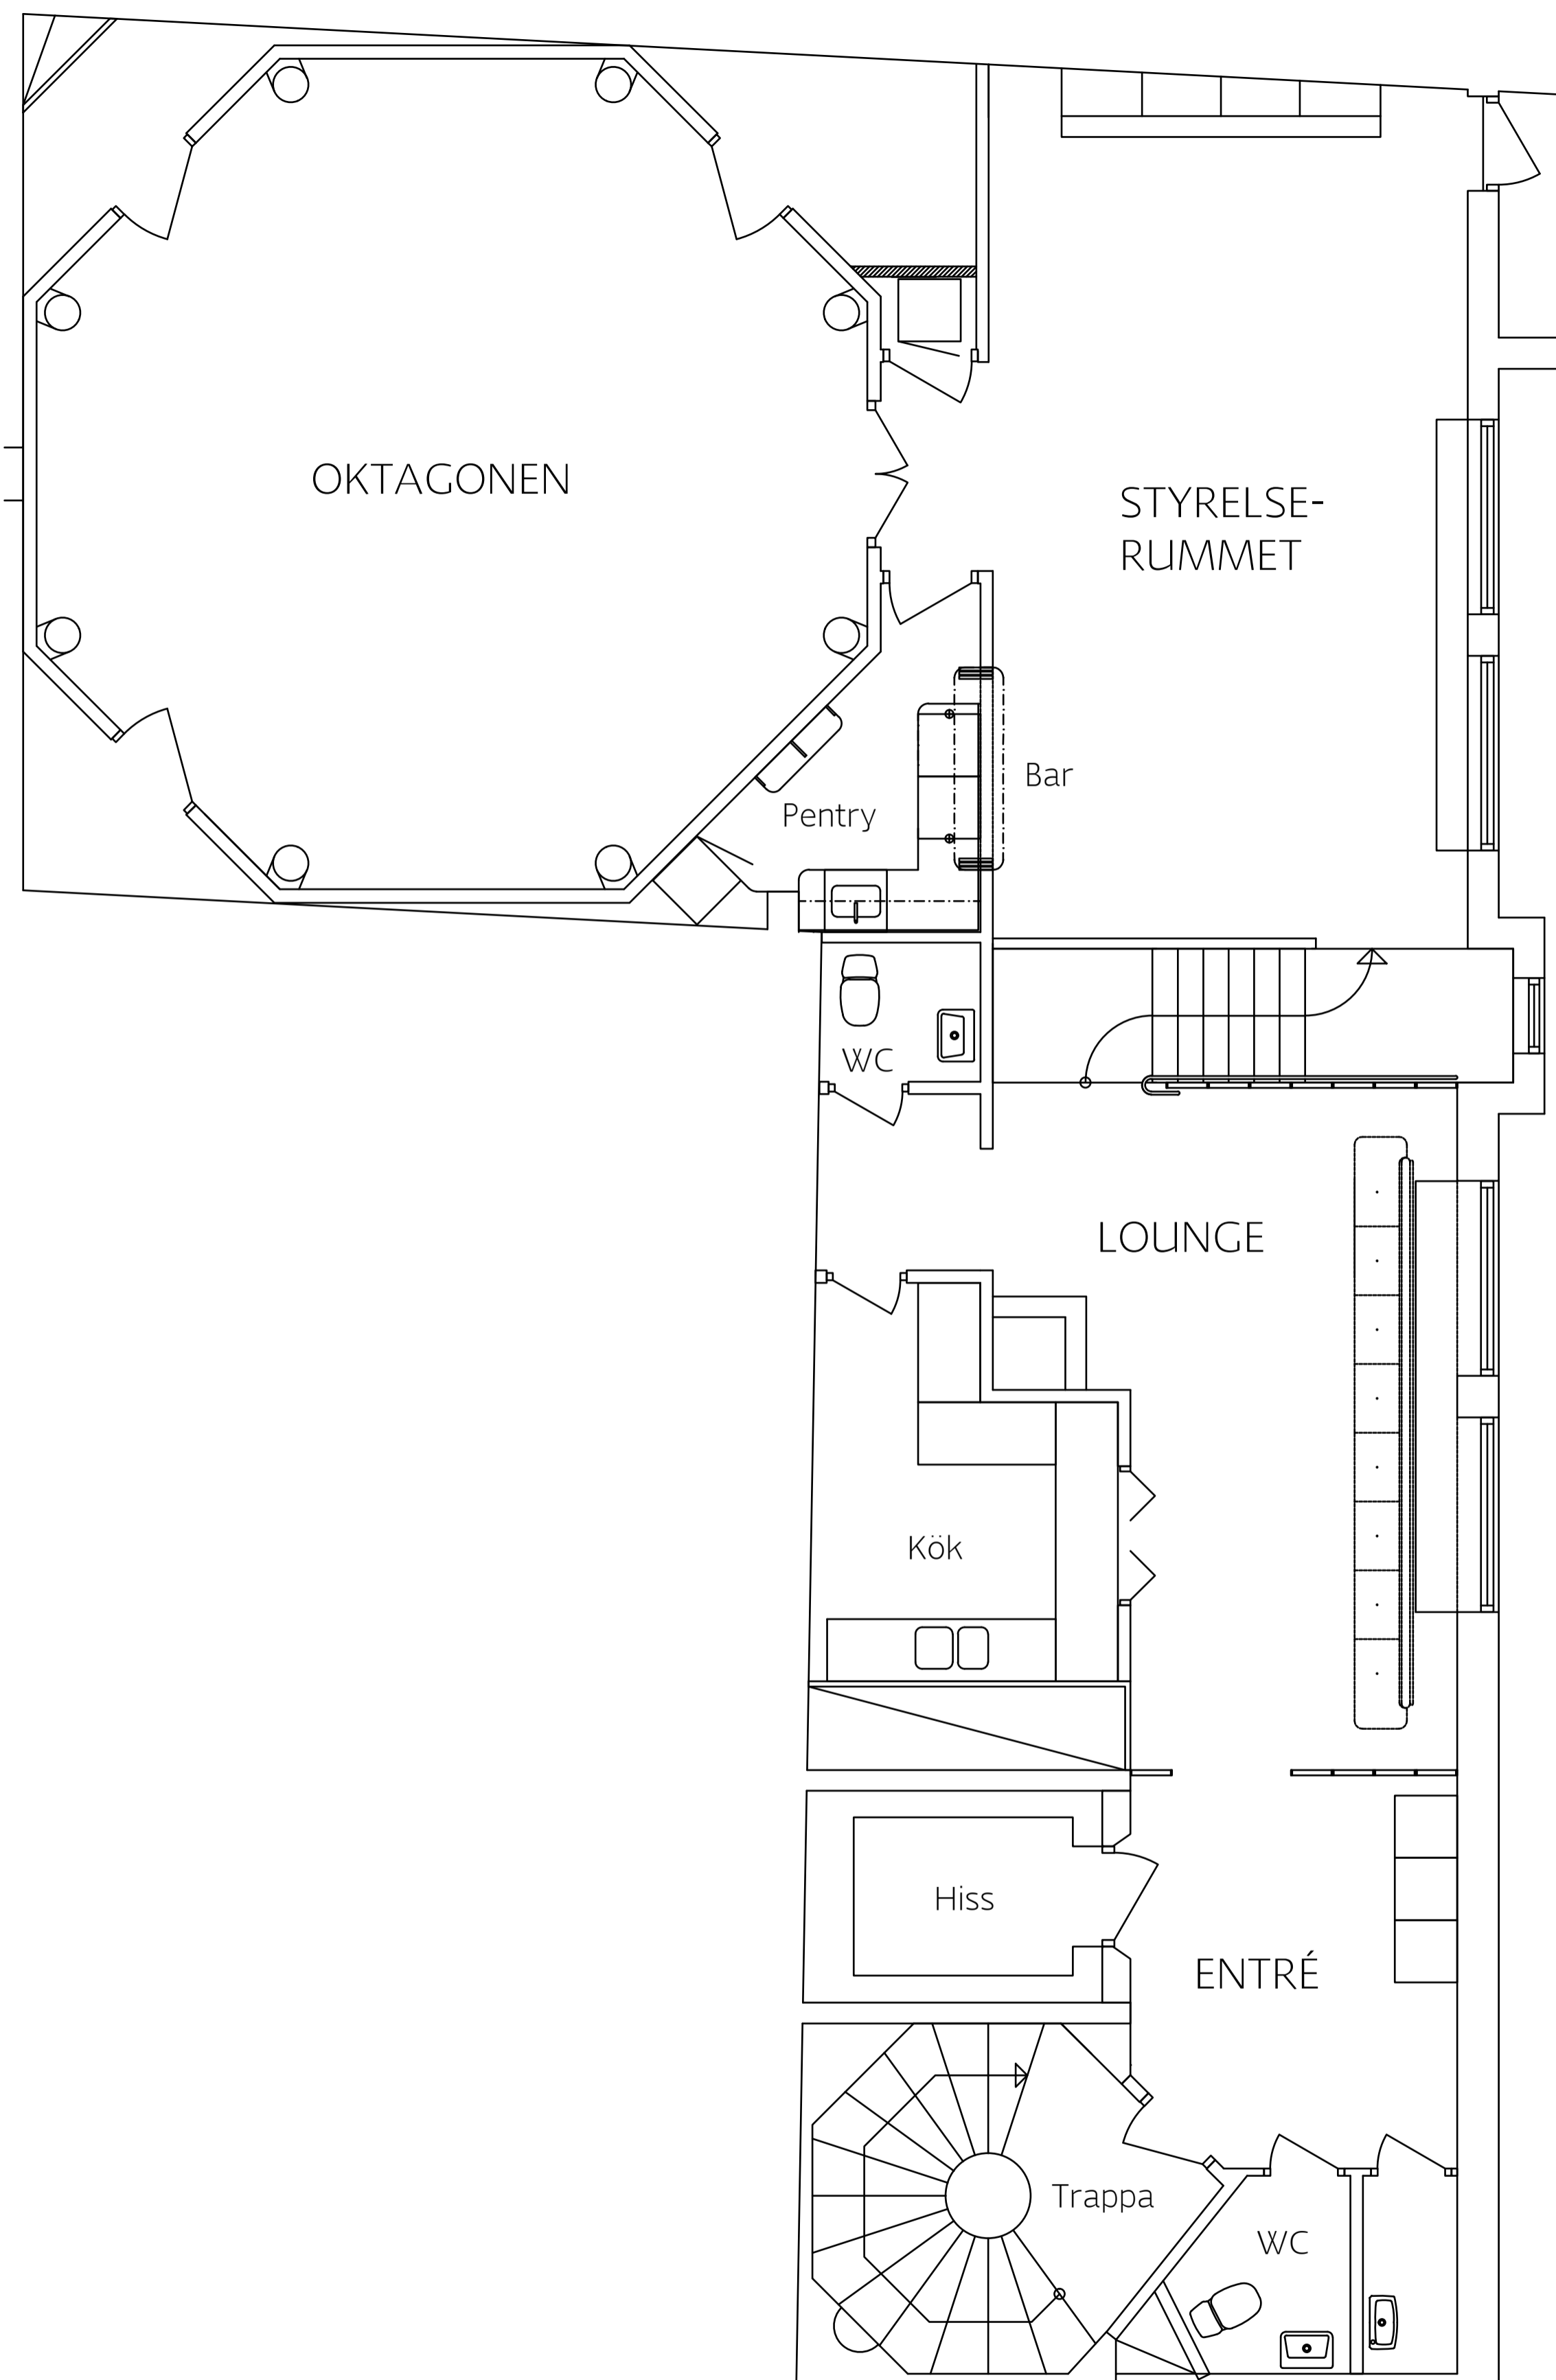 OKTAGONEN
STYRELSE-
RUMMET
Bar
Pentry
WC
LOUNGE
Kök
Hiss
ENTRÉ
Trappa
WC